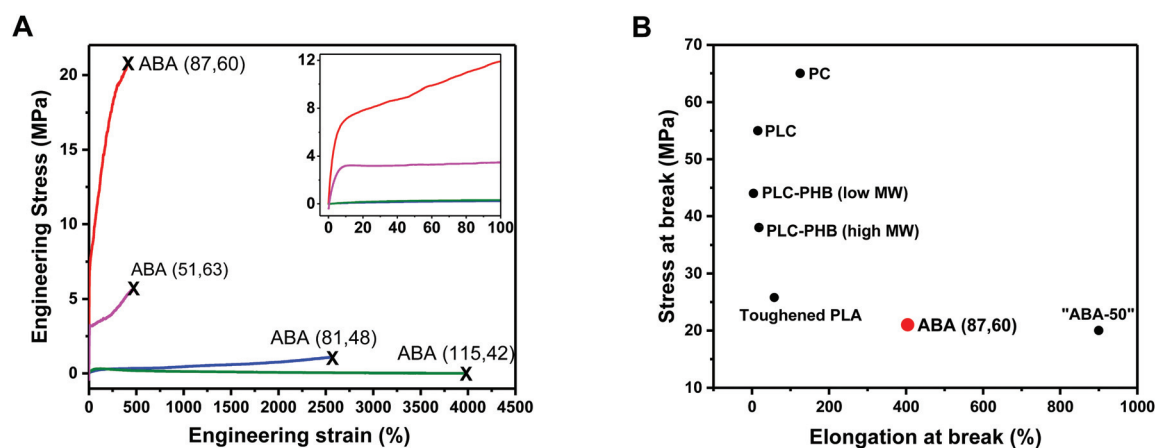 A
Engineering Stress (MPa)
20
15
10
5
0
ABA (87,60)
ABA (51,63)
ABA (81,48)
ABA (115,42)
12
8
4
0
0 20 40 60 80 100
0 500 1000 1500 2000 2500 3000 3500 4000 4500
Engineering strain (%)
B
Stress at break (MPa)
70
60
50
40
30
20
10
PC
PLC
PLC-PHB (low MW)
PLC-PHB (high MW)
Toughened PLA
ABA (87,60)
"ABA-50"
0 200 400 600 800 1000
Elongation at break (%)